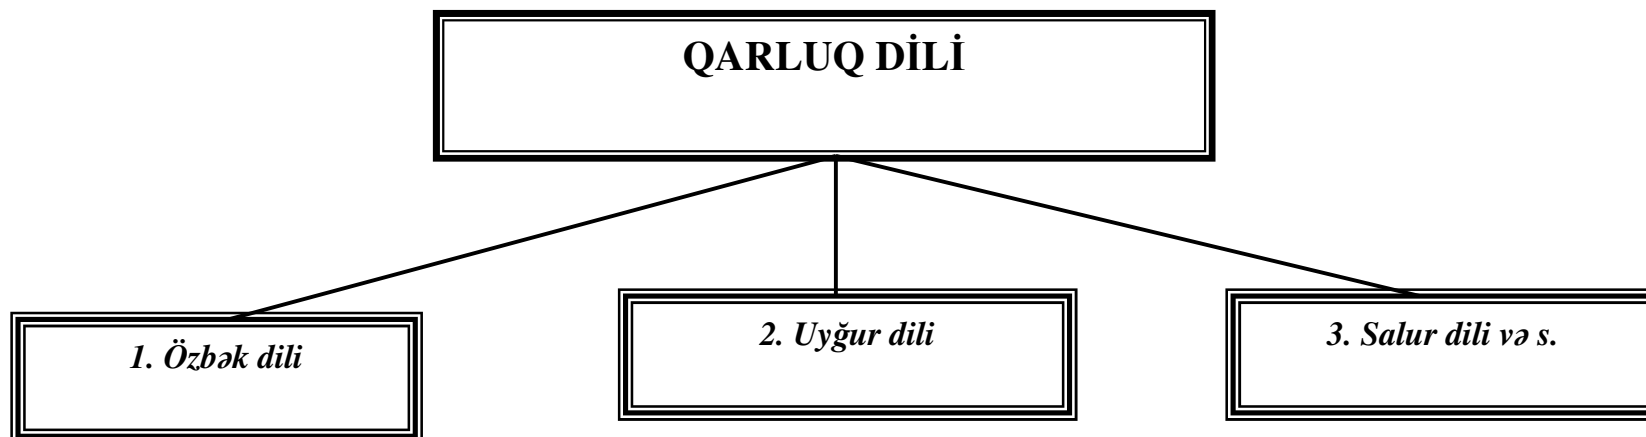 QARLUQ DİLİ
1. Özbək dili
2. Uyğur dili
3. Salur dili və s.